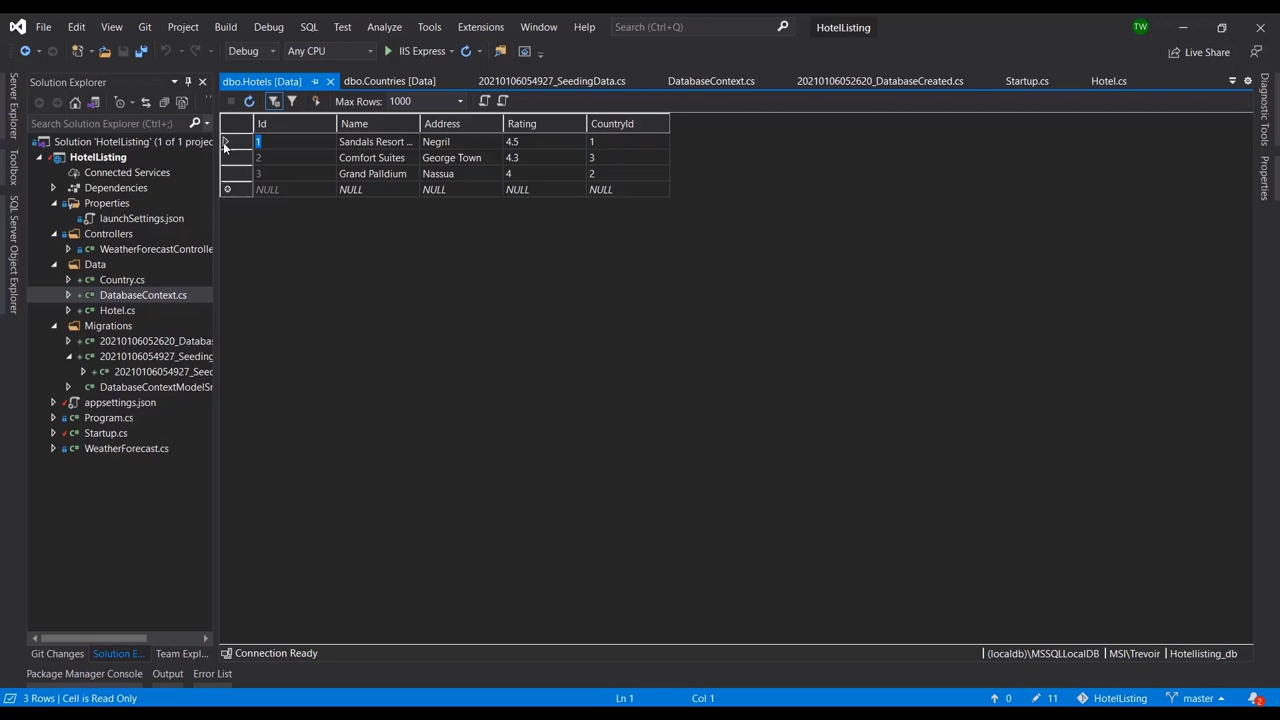 File Edit View Git Project Build Debug SQL Test Analyze Tools Extensions Window Help Search (Ctrl+Q) HotelListing TW
Debug Any CPU IIS Express Live Share
Server Explorer
Toolbox
SQL Server Object Explorer
Solution Explorer
Search Solution Explorer (Ctrl+;)
Solution 'HotelListing' (1 of 1 projec
HotelListing
Connected Services
Dependencies
Properties
launchSettings.json
Controllers
WeatherForecastControlle
Data
Country.cs
DatabaseContext.cs
Hotel.cs
Migrations
20210106052620_Databas
20210106054927_Seeding
20210106054927_Seec
DatabaseContextModelSn
appsettings.json
Program.cs
Startup.cs
WeatherForecast.cs
Git Changes Solution E... Team Expl...
dbo.Hotels [Data] dbo.Countries [Data] 20210106054927_SeedingData.cs DatabaseContext.cs 20210106052620_DatabaseCreated.cs Startup.cs Hotel.cs
Max Rows: 1000
Id Name Address Rating CountryId
1 Sandals Resort ... Negril 4.5 1
2 Comfort Suites George Town 4.3 3
3 Grand Palldium Nassua 4 2
NULL NULL NULL NULL NULL
Connection Ready (localdb)\MSSQLLocalDB MSI\Trevoir Hotellisting_db
Diagnostic Tools
Properties
Package Manager Console Output Error List
3 Rows | Cell is Read Only Ln 1 Col 1 0 11 HotelListing master 2